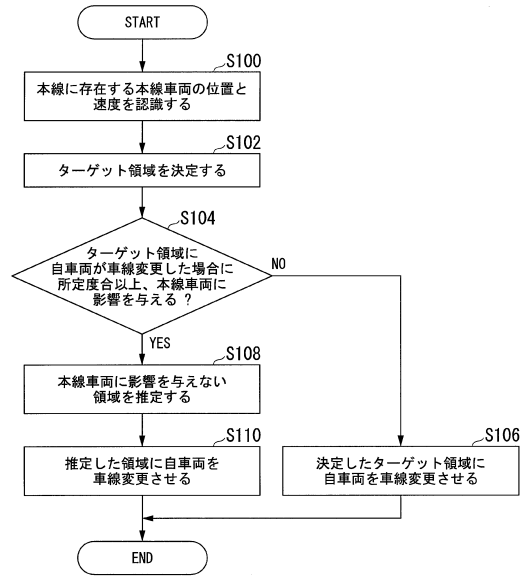 START
S100
本線に存在する本線車両の位置と
速度を認識する
S102
ターゲット領域を決定する
S104
ターゲット領域に
自車両が車線変更した場合に
所定度合以上、本線車両に
影響を与える ?
NO
YES
S108
本線車両に影響を与えない
領域を推定する
S110
推定した領域に自車両を
車線変更させる
S106
決定したターゲット領域に
自車両を車線変更させる
END